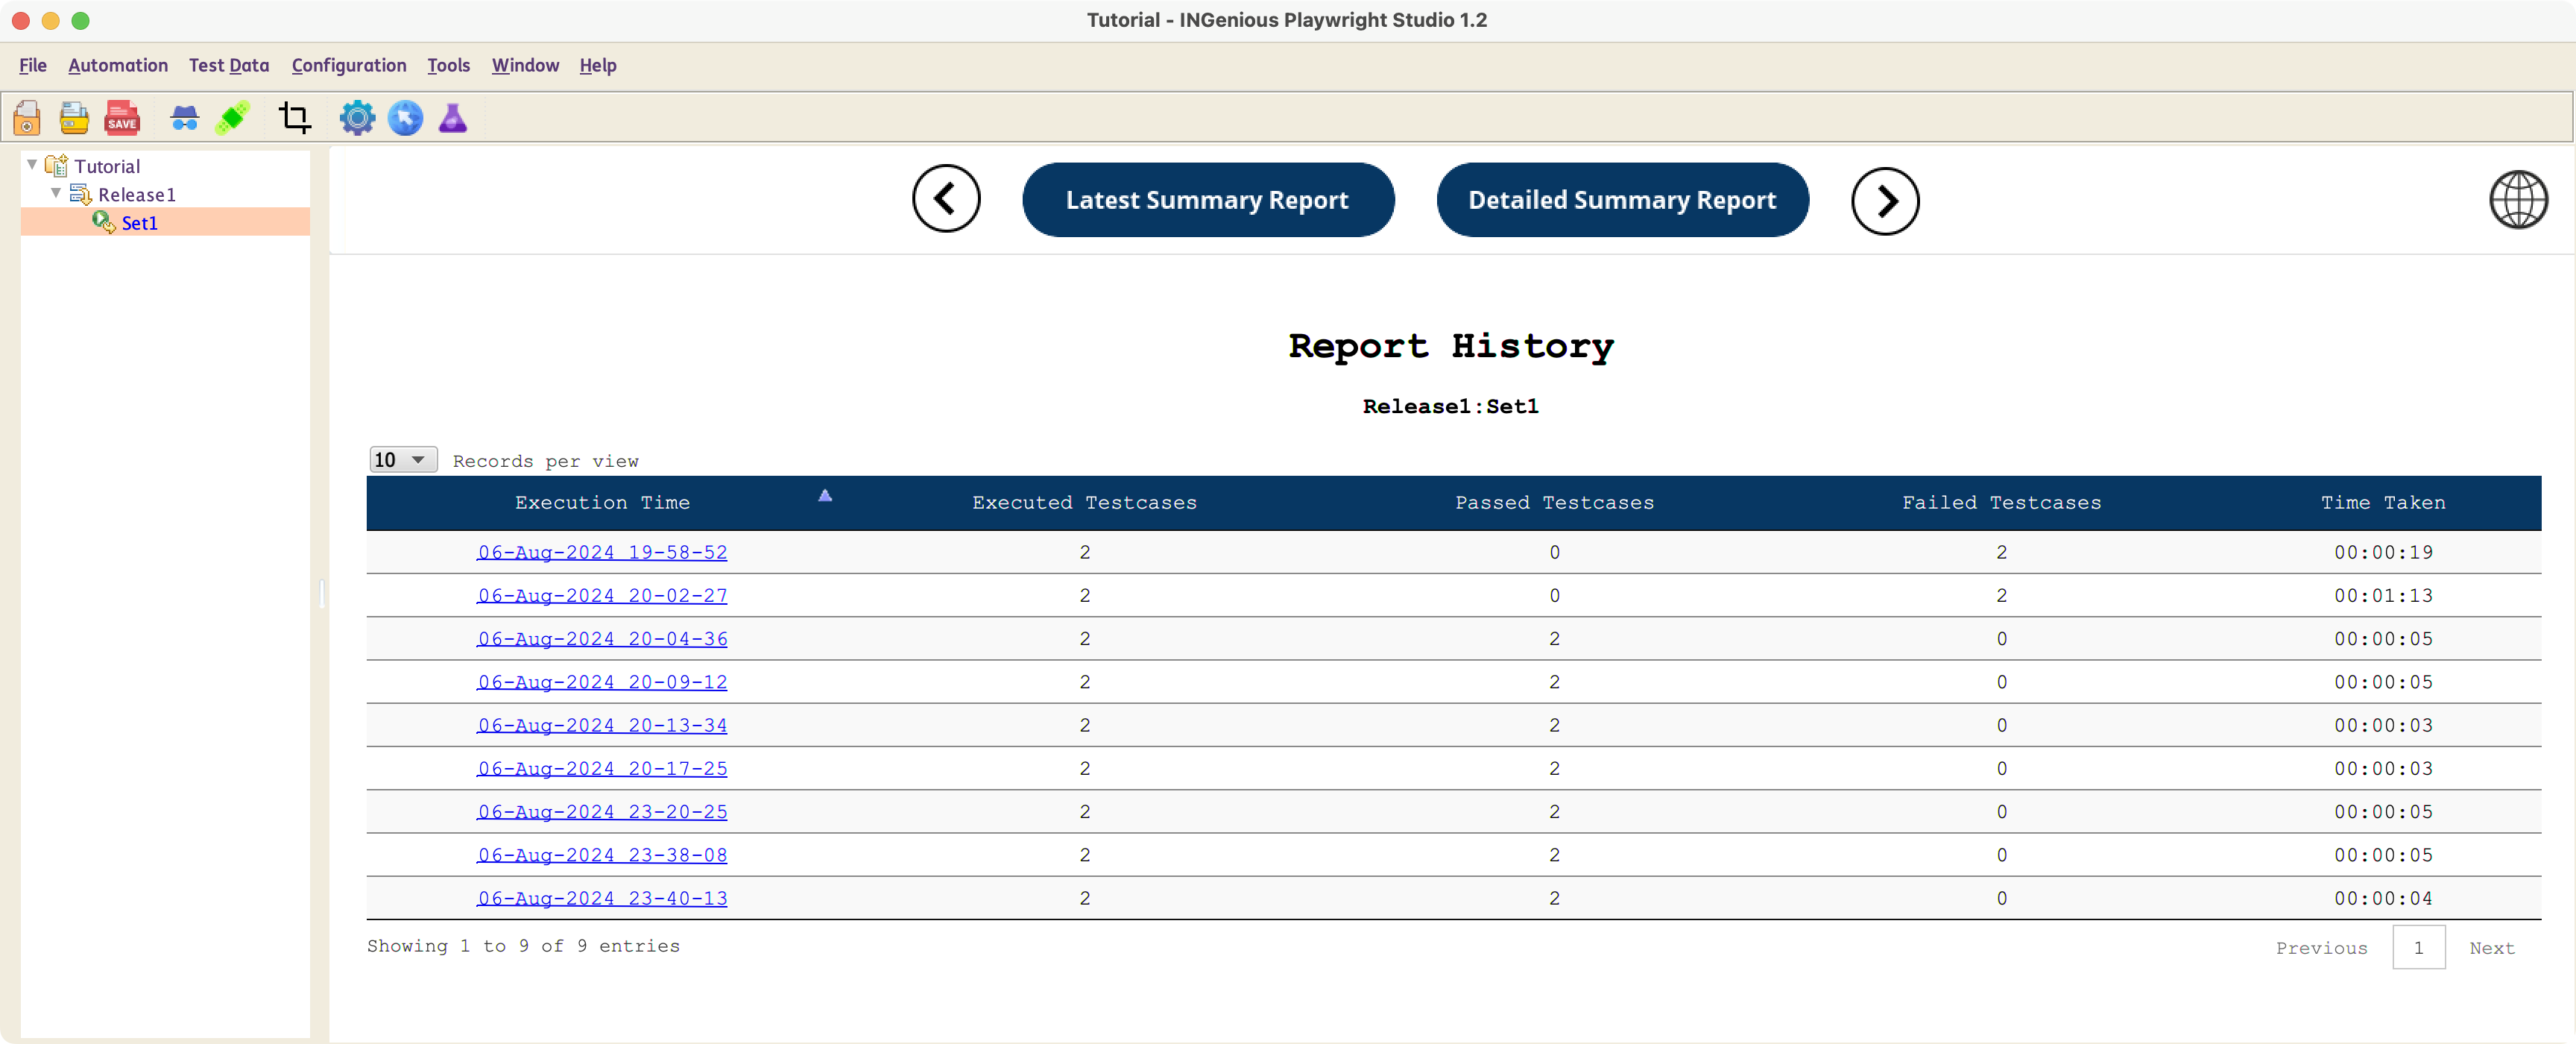 Tutorial - INGenious Playwright Studio 1.2
File Automation Test Data Configuration Tools Window Help
SAVE
Tutorial
Release1
Set1
Latest Summary Report Detailed Summary Report
Report History
Release1:Set1
10 Records per view
Execution Time Executed Testcases Passed Testcases Failed Testcases Time Taken
06-Aug-2024 19-58-52 2 0 2 00:00:19
06-Aug-2024 20-02-27 2 0 2 00:01:13
06-Aug-2024 20-04-36 2 2 0 00:00:05
06-Aug-2024 20-09-12 2 2 0 00:00:05
06-Aug-2024 20-13-34 2 2 0 00:00:03
06-Aug-2024 20-17-25 2 2 0 00:00:03
06-Aug-2024 23-20-25 2 2 0 00:00:05
06-Aug-2024 23-38-08 2 2 0 00:00:05
06-Aug-2024 23-40-13 2 2 0 00:00:04
Showing 1 to 9 of 9 entries Previous 1 Next